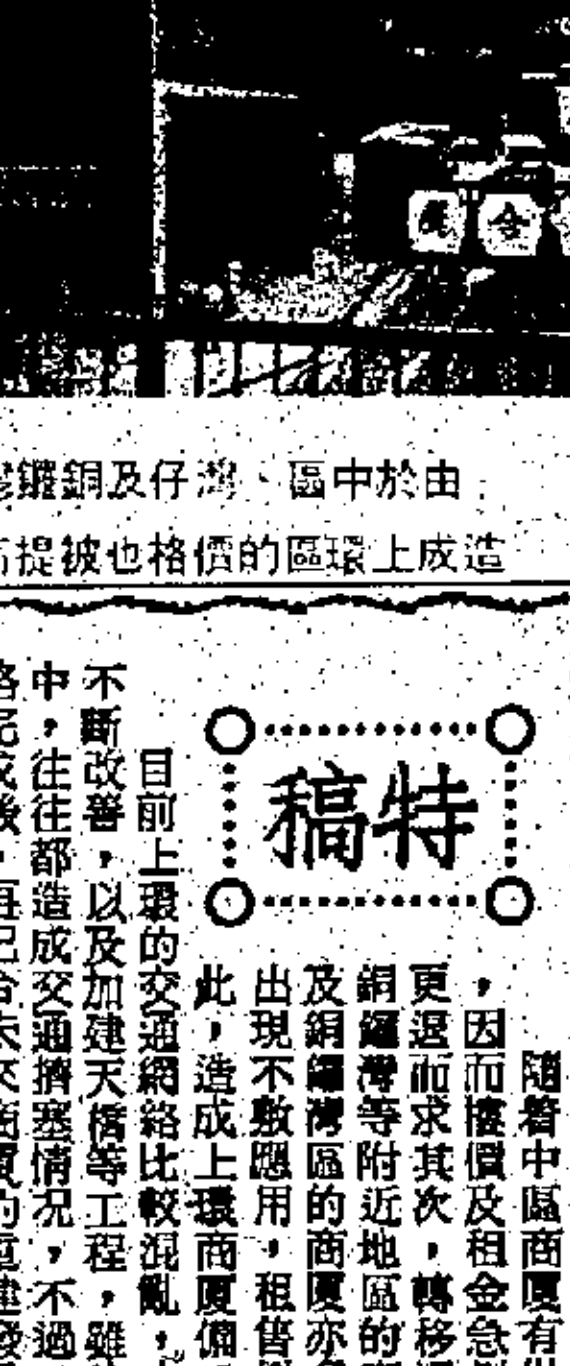 金
由於中區、灣仔及銅鑼
造成上環區的價格也被提
特稿
隨着中區商廈有
，因而樓價及租金急
更退而求其次，轉移
銅鑼灣等附近地區的
及銅鑼灣區的商廈亦
出現不敷應用，租售
此，造成上環商廈備
目前上環的交通網絡比較混亂，
不斷改善，以及加建天橋等工程，雖
中，往往都造成交通擠塞情況，不過